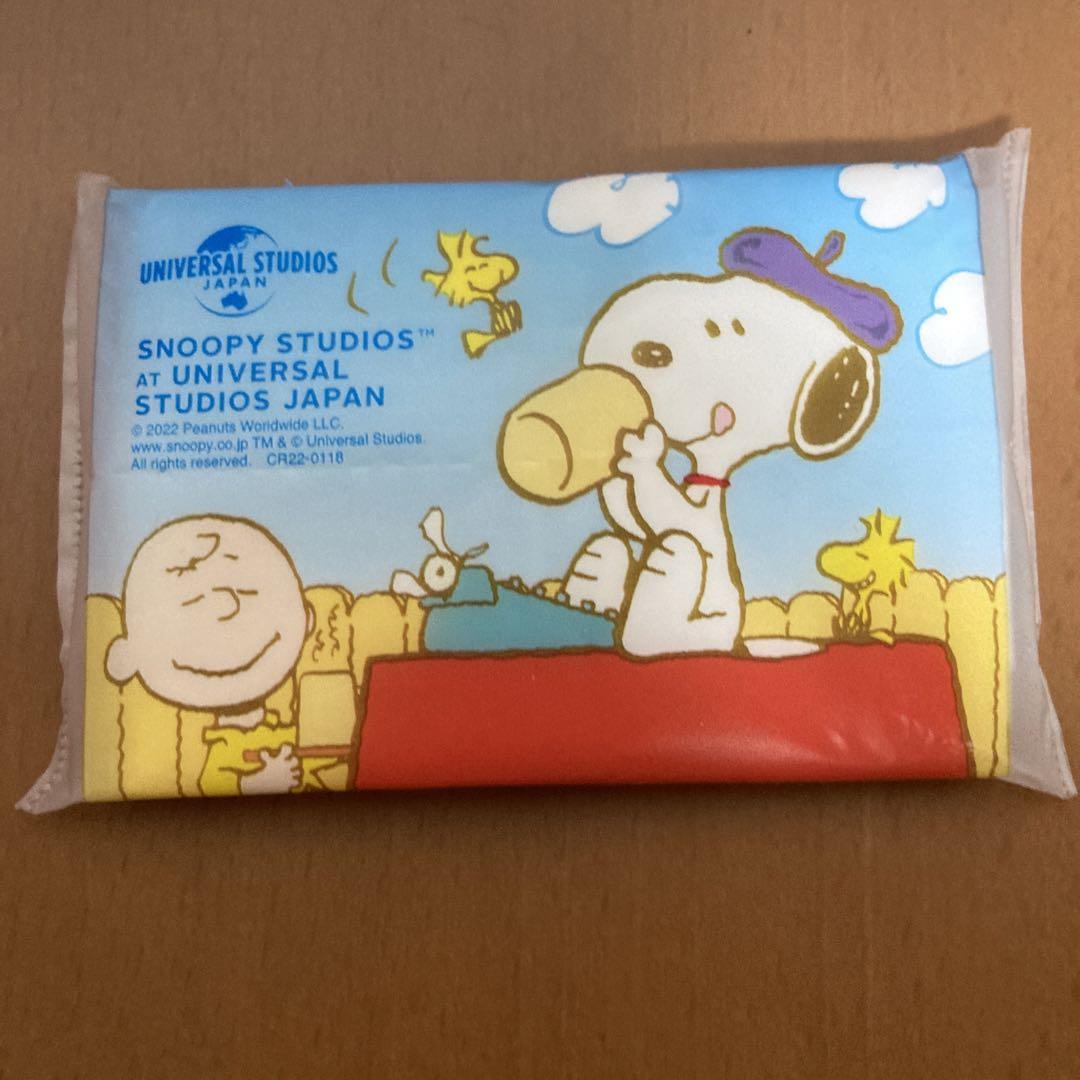 UNIVERSAL STUDIOS
JAPAN
SNOOPY STUDIOS™
AT UNIVERSAL
STUDIOS JAPAN
© 2022 Peanuts Worldwide LLC.
www.snoopy.co.jp TM & © Universal Studios.
All rights reserved. CR22-0118